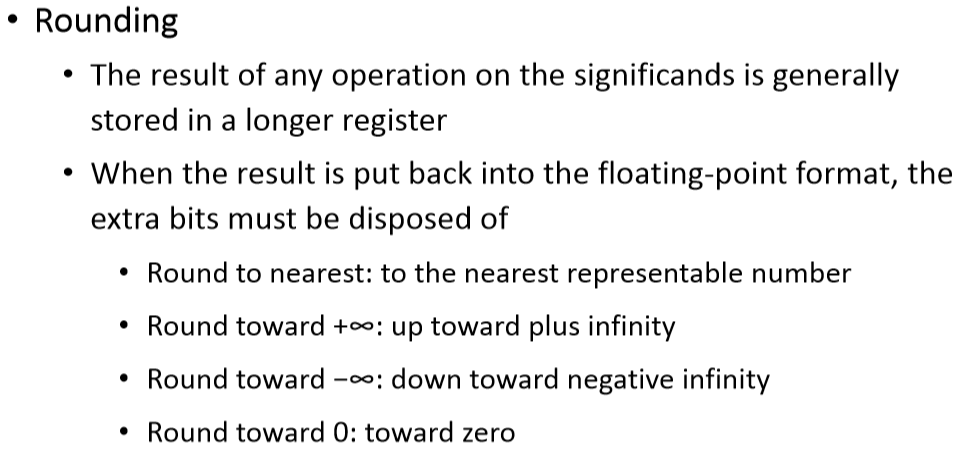 • Rounding
• The result of any operation on the significands is generally
stored in a longer register
• When the result is put back into the floating-point format, the
extra bits must be disposed of
• Round to nearest: to the nearest representable number
• Round toward +∞: up toward plus infinity
• Round toward −∞: down toward negative infinity
• Round toward 0: toward zero